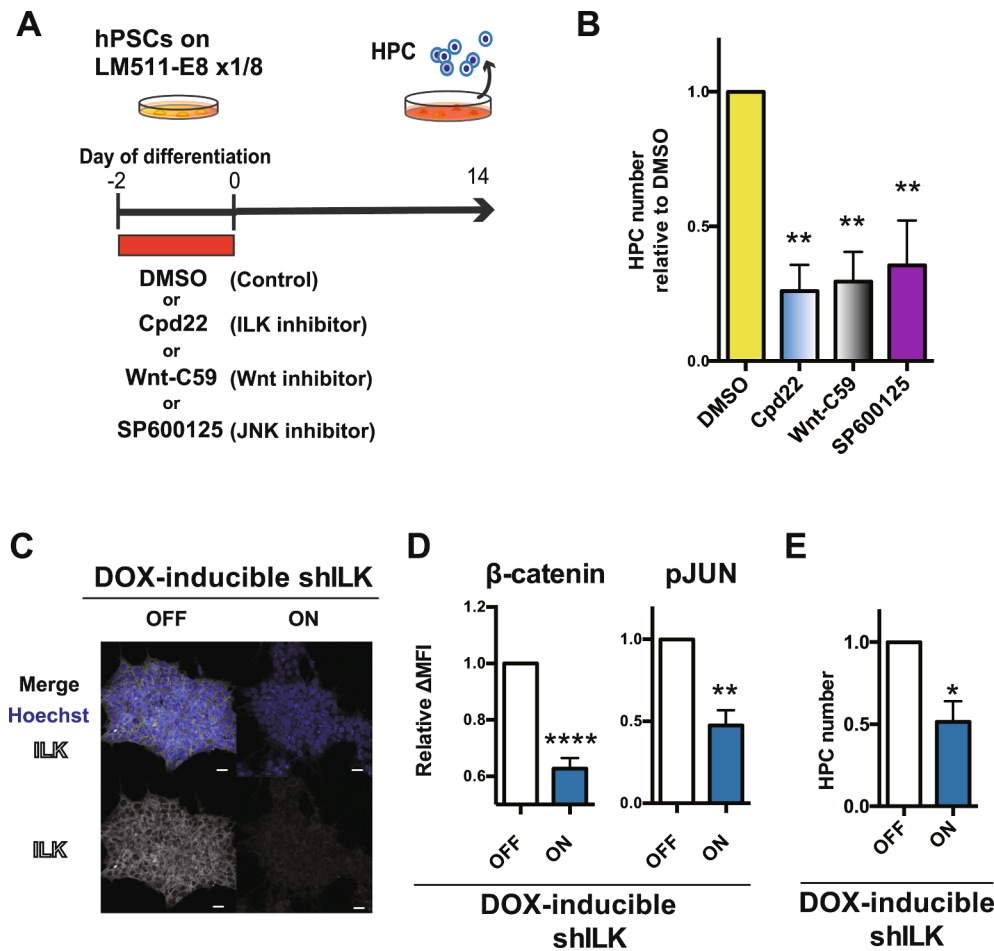 A
hPSCs on
LM511-E8 x1/8
HPC
Day of differentiation
-2 0 14
DMSO (Control)
or
Cpd22 (ILK inhibitor)
or
Wnt-C59 (Wnt inhibitor)
or
SP600125 (JNK inhibitor)
B
HPC number
relative to DMSO
1.0
0.5
0.0
**
**
**
DMSO
Cpd22
Wnt-C59
SP600125
C
DOX-inducible shILK
OFF ON
Merge
Hoechst
ILK
ILK
D
β-catenin
Relative ΔMFI
1.2
1.0
0.8
0.6
****
OFF
ON
pJUN
1.0
0.5
0.0
**
OFF
ON
DOX-inducible
shILK
E
HPC number
1.0
0.5
0.0
*
OFF
ON
DOX-inducible
shILK